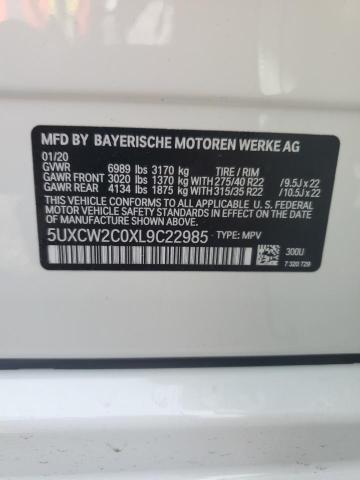 MFD BY BAYERISCHE MOTOREN WERKE AG
01/20
GVWR 6989 lbs 3170 kg TIRE / RIM
GAWR FRONT 3020 lbs 1370 kg WITH 275/40 R22 / 9.5J x 22
GAWR REAR 4134 lbs 1875 kg WITH 315/35 R22 / 10.5J x 22
THIS VEHICLE CONFORMS TO ALL APPLICABLE U.S. FEDERAL
MOTOR VEHICLE SAFETY STANDARDS IN EFFECT ON THE DATE
OF MANUFACTURE SHOWN ABOVE.
5UXCW2C0XL9C22985 TYPE: MPV
300U
7 320 729